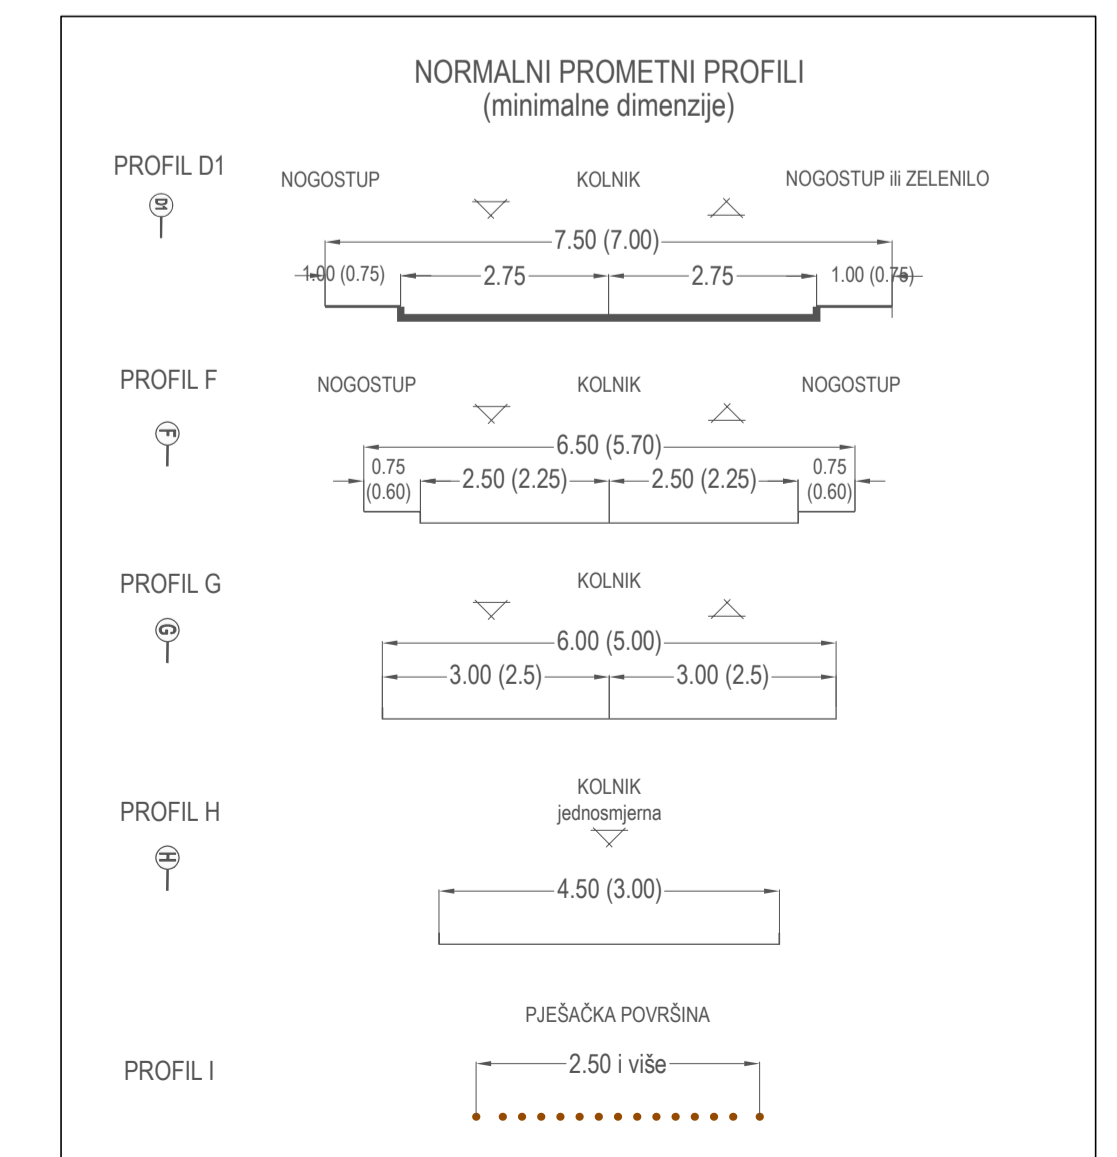 NORMALNI PROMETNI PROFILI
(minimalne dimenzije)
PROFIL D1
D1
NOGOSTUP KOLNIK NOGOSTUP ili ZELENILO
7.50 (7.00)
1.00 (0.75) 2.75 2.75 1.00 (0.75)
PROFIL F
F
NOGOSTUP KOLNIK NOGOSTUP
6.50 (5.70)
0.75 (0.60) 2.50 (2.25) 2.50 (2.25) 0.75 (0.60)
PROFIL G
G
KOLNIK
6.00 (5.00)
3.00 (2.5) 3.00 (2.5)
PROFIL H
H
KOLNIK
jednosmjerna
4.50 (3.00)
PROFIL I
PJEŠAČKA POVRŠINA
2.50 i više